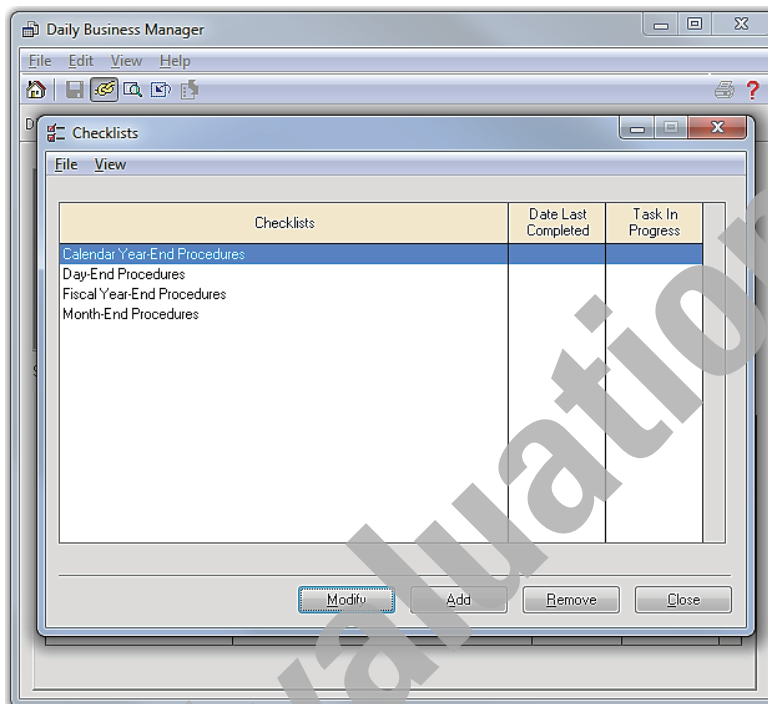 Daily Business Manager
File Edit View Help
D
Checklists
File View
Checklists
Date Last Completed
Task In Progress
Calendar Year-End Procedures
Day-End Procedures
Fiscal Year-End Procedures
Month-End Procedures
Modify Add Remove Close
valuation